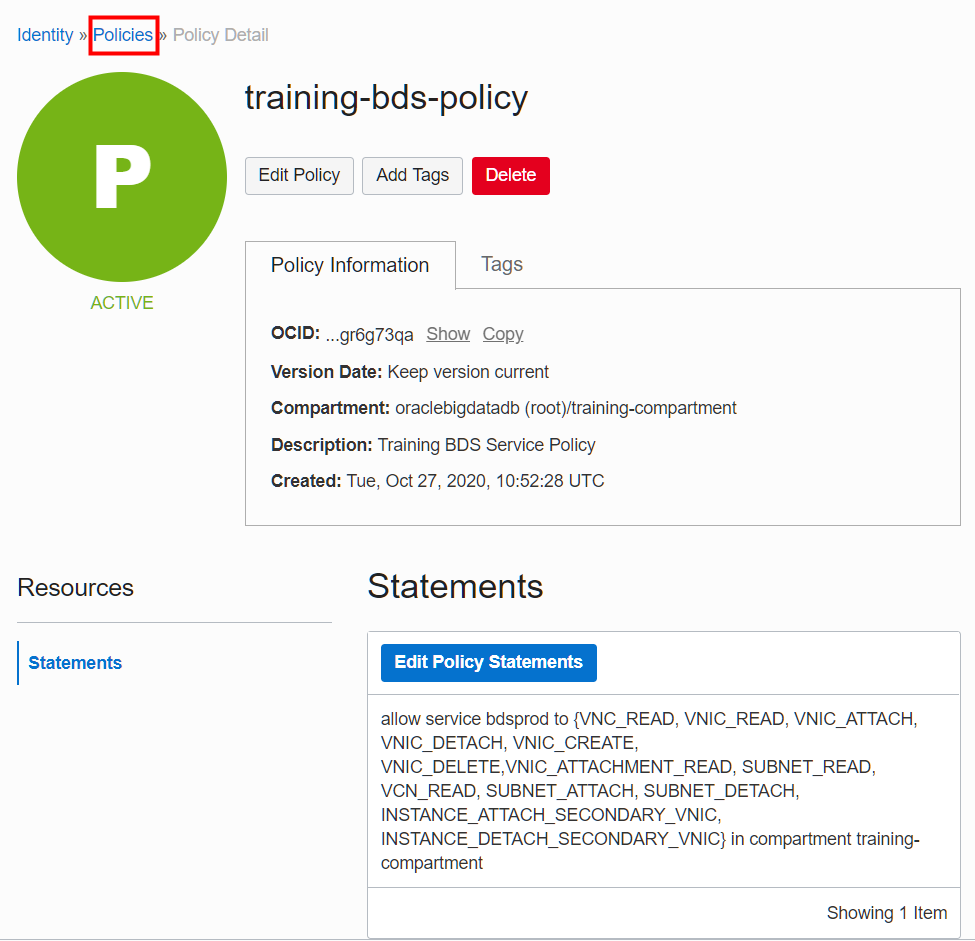 Identity » Policies » Policy Detail
P
ACTIVE
training-bds-policy
Edit Policy Add Tags Delete
Policy Information Tags
OCID: ...gr6g73qa Show Copy
Version Date: Keep version current
Compartment: oraclebigdatadb (root)/training-compartment
Description: Training BDS Service Policy
Created: Tue, Oct 27, 2020, 10:52:28 UTC
Resources
Statements
Statements
Edit Policy Statements
allow service bdsprod to {VNC_READ, VNIC_READ, VNIC_ATTACH,
VNIC_DETACH, VNIC_CREATE,
VNIC_DELETE,VNIC_ATTACHMENT_READ, SUBNET_READ,
VCN_READ, SUBNET_ATTACH, SUBNET_DETACH,
INSTANCE_ATTACH_SECONDARY_VNIC,
INSTANCE_DETACH_SECONDARY_VNIC} in compartment training-
compartment
Showing 1 Item